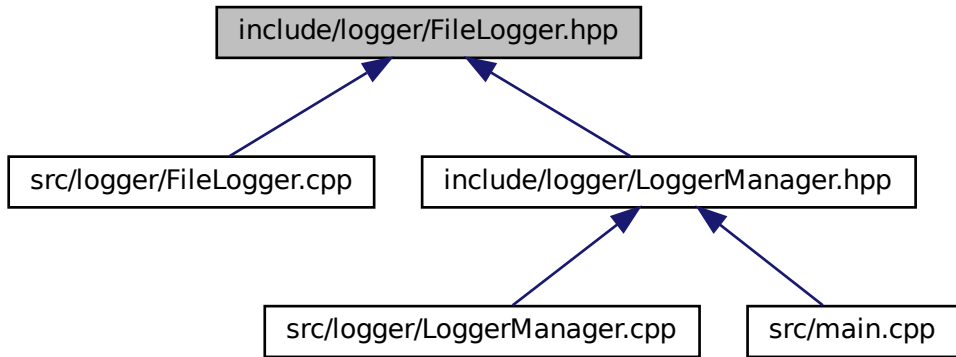 include/logger/FileLogger.hpp
src/logger/FileLogger.cpp
include/logger/LoggerManager.hpp
src/logger/LoggerManager.cpp
src/main.cpp